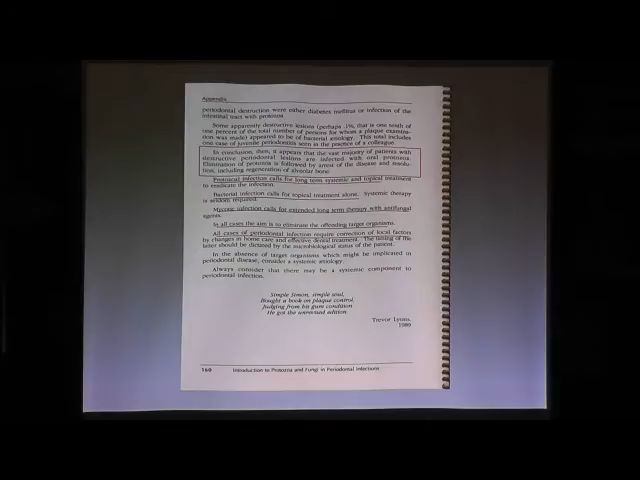 Appendix
periodontal destruction were either diabetes mellitus or infection of the
intestinal tract with protozoa
Some apparently destructive lesions (perhaps .1%, that is one tenth of
one percent of the total number of persons for whom a plaque examina-
tion was made) appeared to be of bacterial etiology. This total includes
one case of juvenile periodontitis seen in the practice of a colleague.
In conclusion, then, it appears that the vast majority of patients with
destructive periodontal lesions are infected with oral protozoa.
Elimination of protozoa is followed by arrest of the disease and resolu-
tion, including regeneration of alveolar bone.
Protozoal infection calls for long term systemic and topical treatment
to eradicate the infection.
Bacterial infection calls for topical treatment alone. Systemic therapy
is seldom required.
Mycotic infection calls for extended long term therapy with antifungal
agents.
In all cases the aim is to eliminate the offending target organisms.
All cases of periodontal infection require correction of local factors
by changes in home care and effective dental treatment. The timing of the
latter should be dictated by the microbiological status of the patient.
In the absence of target organisms which might be implicated in
periodontal disease, consider a systemic etiology.
Always consider that there may be a systemic component to
periodontal infection.
Simple Simon, simple soul,
Bought a book on plaque control.
Judging from his gum condition
He got the unrevised edition.
Trevor Lyons.
1989
160 Introduction to Protozoa and Fungi in Periodontal Infections